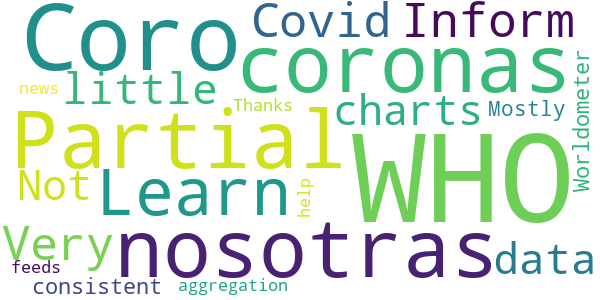 Coro
Covid
Inform
coronas
news
little
Thanks
charts
Mostly
Worldometer
Partial
WHO
Not
Learn
help
Very
nosotras
data
feeds
consistent
aggregation